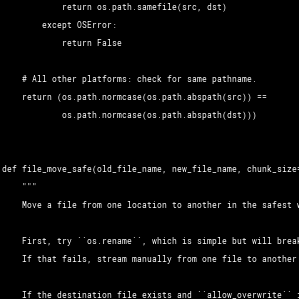 return os.path.samefile(src, dst)
except OSError:
return False
# All other platforms: check for same pathname.
return (os.path.normcase(os.path.abspath(src)) ==
os.path.normcase(os.path.abspath(dst)))
def file_move_safe(old_file_name, new_file_name, chunk_size=
"""
Move a file from one location to another in the safest
First, try ``os.rename``, which is simple but will break
If that fails, stream manually from one file to another
If the destination file exists and ``allow_overwrite``